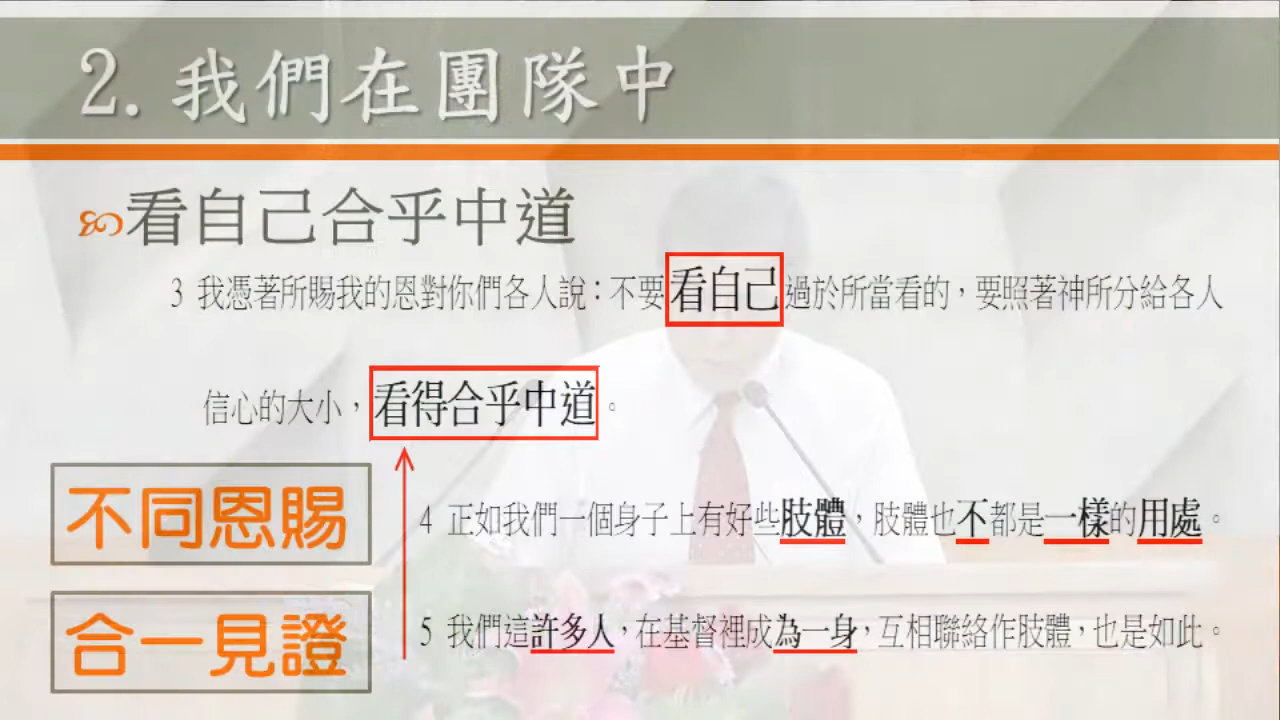 2. 我們在團隊中
看自己合乎中道
3 我憑著所賜我的恩對你們各人說：不要看自己過於所當看的，要照著神所分給各人
信心的大小，看得合乎中道。
不同恩賜
4 正如我們一個身子上有好些肢體，肢體也不都是一樣的用處。
合一見證
5 我們這許多人，在基督裡成為一身，互相聯絡作肢體，也是如此。